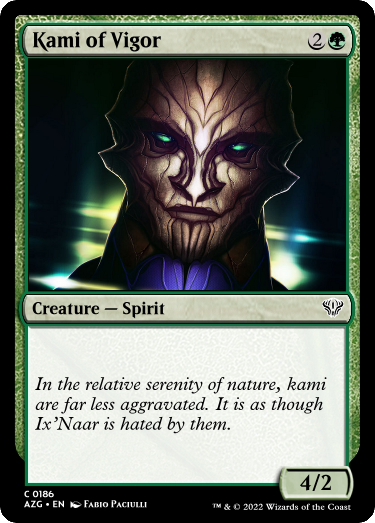 Kami of Vigor 2
Creature — Spirit
In the relative serenity of nature, kami
are far less aggravated. It is as though
Ix'Naar is hated by them.
4/2
C 0186
AZG • EN Fabio Paciulli
™ & © 2022 Wizards of the Coast